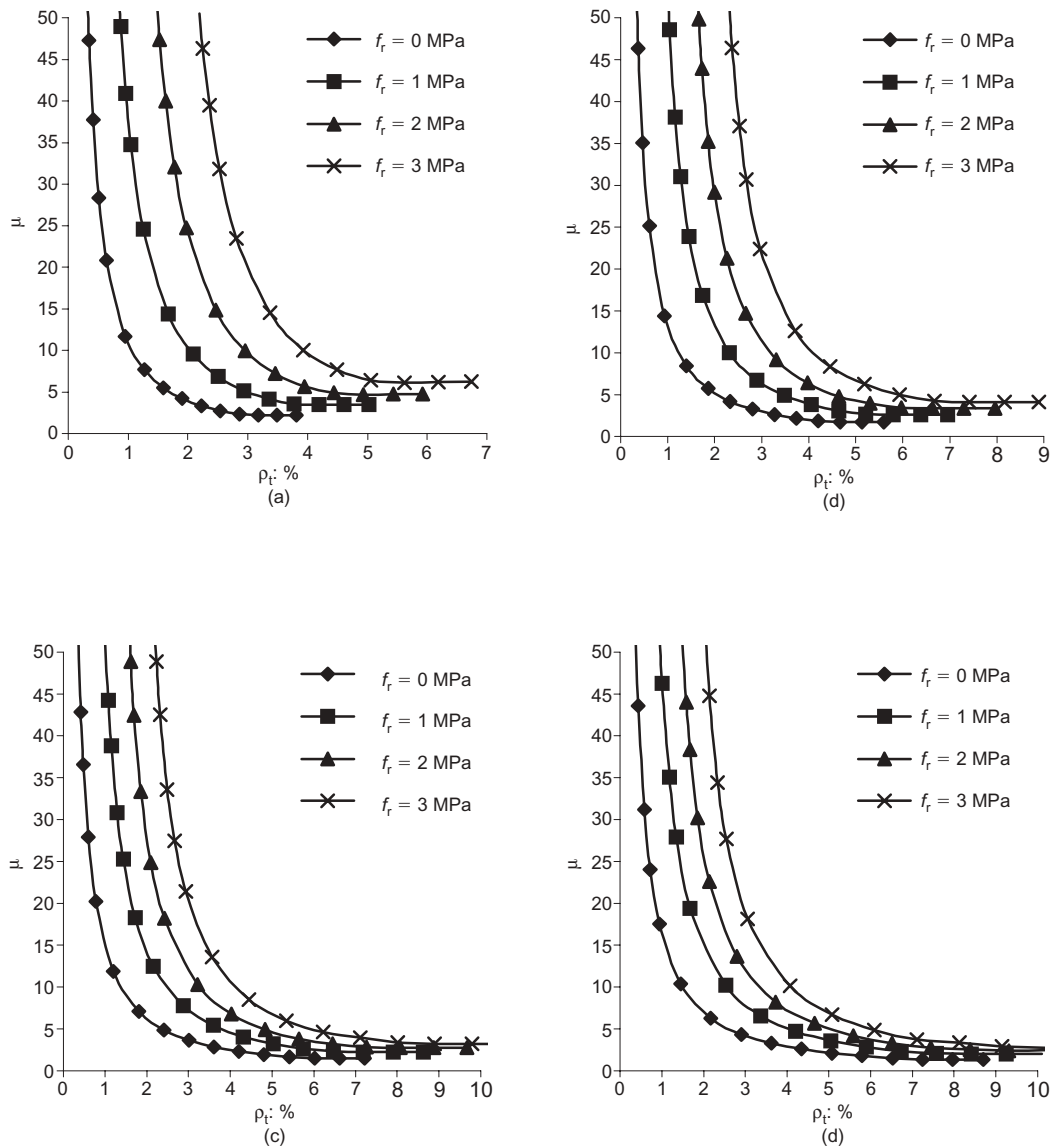 50
45
40
35
30
25
20
15
10
5
0
μ
0 1 2 3 4 5 6 7
ρt: %
(a)
fr = 0 MPa
fr = 1 MPa
fr = 2 MPa
fr = 3 MPa
50
45
40
35
30
25
20
15
10
5
0
μ
0 1 2 3 4 5 6 7 8 9
ρt: %
(d)
fr = 0 MPa
fr = 1 MPa
fr = 2 MPa
fr = 3 MPa
50
45
40
35
30
25
20
15
10
5
0
μ
0 1 2 3 4 5 6 7 8 9 10
ρt: %
(c)
fr = 0 MPa
fr = 1 MPa
fr = 2 MPa
fr = 3 MPa
50
45
40
35
30
25
20
15
10
5
0
μ
0 1 2 3 4 5 6 7 8 9 10
ρt: %
(d)
fr = 0 MPa
fr = 1 MPa
fr = 2 MPa
fr = 3 MPa